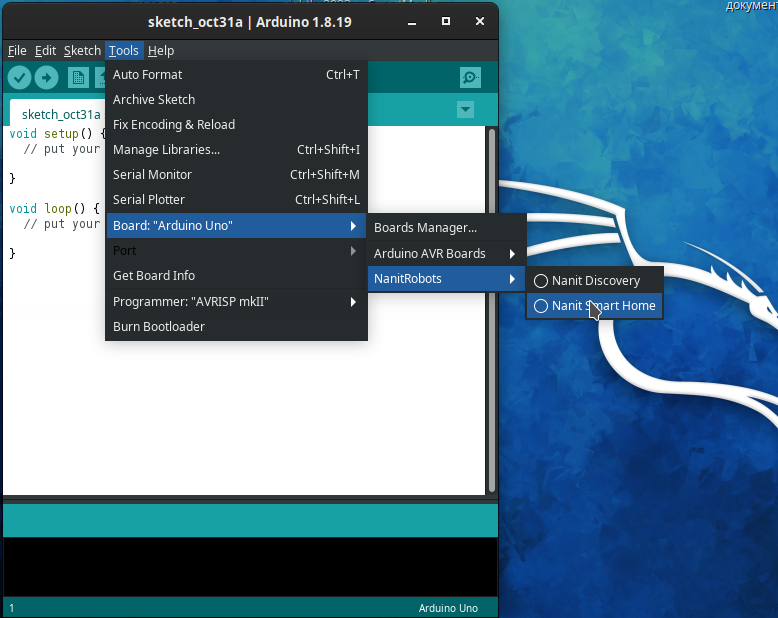 документ
sketch_oct31a | Arduino 1.8.19
File Edit Sketch Tools Help
sketch_oct31a
void setup() {
// put your
}
void loop() {
// put your
}
Auto Format Ctrl+T
Archive Sketch
Fix Encoding & Reload
Manage Libraries... Ctrl+Shift+I
Serial Monitor Ctrl+Shift+M
Serial Plotter Ctrl+Shift+L
Board: "Arduino Uno"
Port
Get Board Info
Programmer: "AVRISP mkII"
Burn Bootloader
Boards Manager...
Arduino AVR Boards
NanitRobots
Nanit Discovery
Nanit Smart Home
1
Arduino Uno